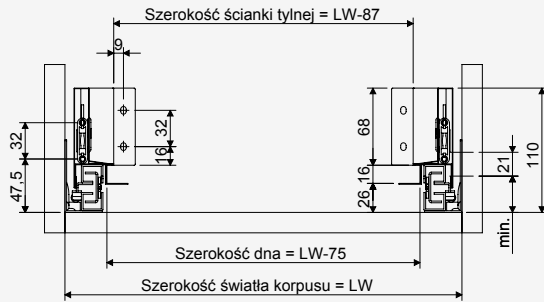 Szerokość ścianki tylnej = LW-87
9
32
32
16
47,5
68
16
26
21
110
min.
Szerokość dna = LW-75
Szerokość światła korpusu = LW